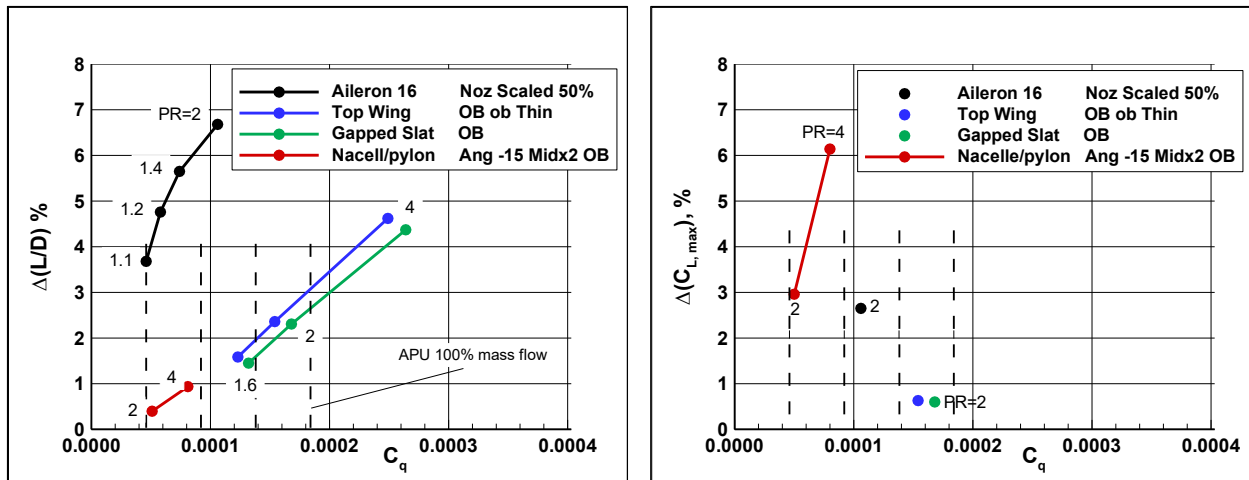 8
7
6
5
4
3
2
1
0
Δ(L/D) %
0.0000 0.0001 0.0002 0.0003 0.0004
C_q
Aileron 16 Noz Scaled 50%
Top Wing OB ob Thin
Gapped Slat OB
Nacelle/pylon Ang -15 Midx2 OB
PR=2
1.4
1.2
1.1
4
2
1.6
4
2
APU 100% mass flow
8
7
6
5
4
3
2
1
0
Δ(C_L, max), %
0.0000 0.0001 0.0002 0.0003 0.0004
C_q
Aileron 16 Noz Scaled 50%
Top Wing OB ob Thin
Gapped Slat OB
Nacelle/pylon Ang -15 Midx2 OB
PR=4
2
2
PR=2